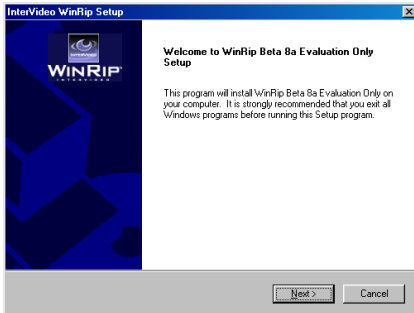 InterVideo WinRip Setup
INTERVIDEO
WINRIP
INTERVIDEO
Welcome to WinRip Beta 8a Evaluation Only
Setup
This program will install WinRip Beta 8a Evaluation Only on
your computer. It is strongly recommended that you exit all
Windows programs before running this Setup program.
Next >
Cancel